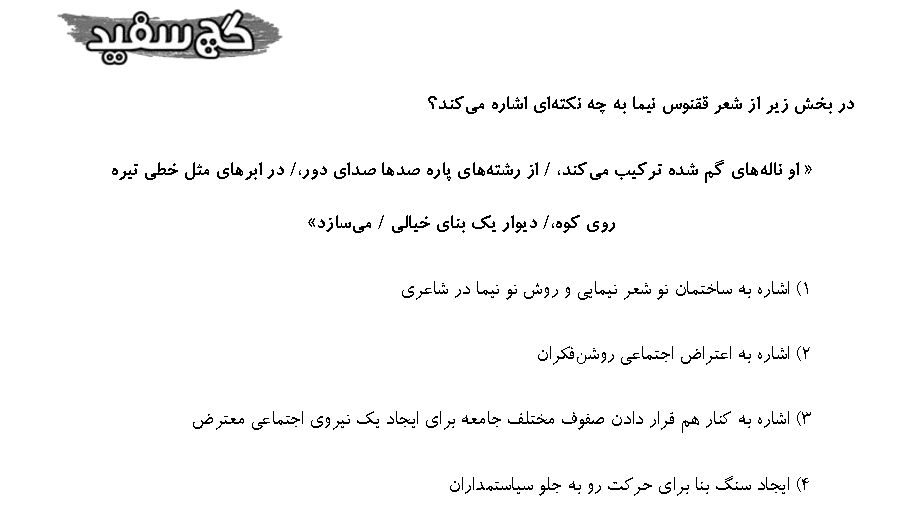 گچ سفید
در بخش زیر از شعر ققنوس نیما به چه نکته‌ای اشاره می‌کند؟
« او ناله‌های گم شده ترکیب می‌کند، / از رشته‌های پاره صدها صدای دور،/ در ابرهای مثل خطی تیره
روی کوه،/ دیوار یک بنای خیالی / می‌سازد»
۱) اشاره به ساختمان نو شعر نیمایی و روش نو نیما در شاعری
۲) اشاره به اعتراض اجتماعی روشن‌فکران
۳) اشاره به کنار هم قرار دادن صفوف مختلف جامعه برای ایجاد یک نیروی اجتماعی معترض
۴) ایجاد سنگ بنا برای حرکت رو به جلو سیاستمداران